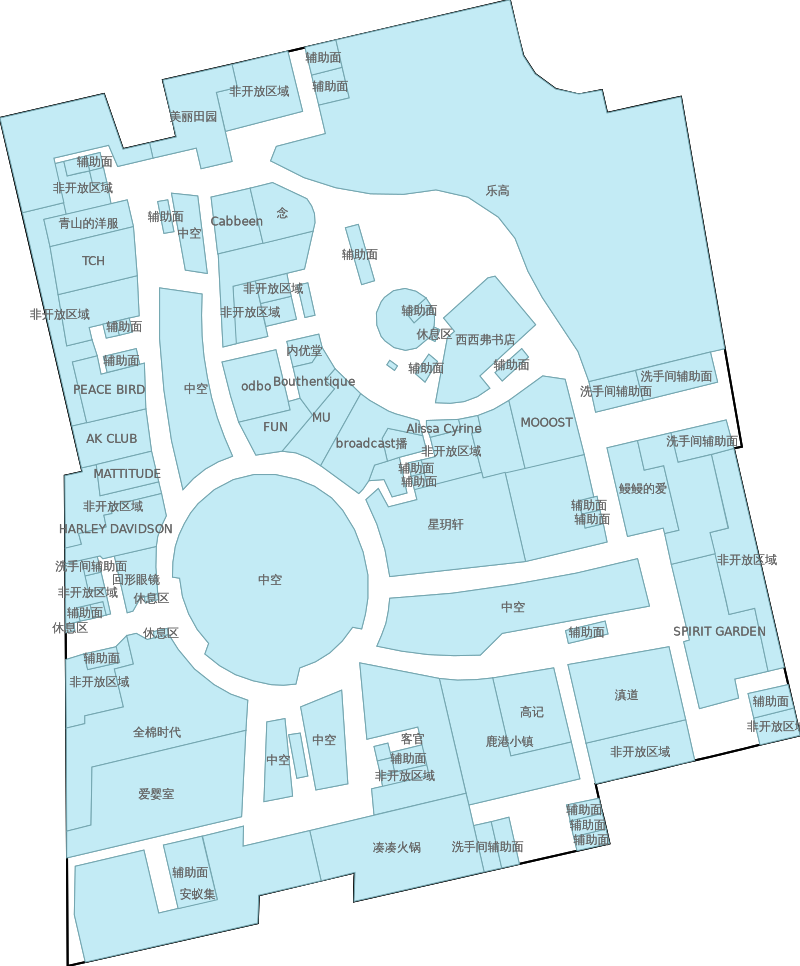 辅助面
辅助面
非开放区域
美丽田园
辅助面
非开放区域
乐高
辅助面
Cabbeen
念
青山的洋服
中空
TCH
辅助面
非开放区域
非开放区域
非开放区域
辅助面
辅助面
休息区
西西弗书店
内优堂
辅助面
辅助面
辅助面
洗手间辅助面
洗手间辅助面
PEACE BIRD
中空
odbo
Bouthentique
MU
FUN
Alissa Cyrine
MOOOST
AK CLUB
broadcast播
非开放区域
洗手间辅助面
MATTITUDE
辅助面
辅助面
鳗鳗的爱
非开放区域
辅助面
辅助面
HARLEY DAVIDSON
星玥轩
非开放区域
洗手间辅助面
回形眼镜
中空
非开放区域
休息区
中空
辅助面
休息区
休息区
辅助面
SPIRIT GARDEN
辅助面
非开放区域
滇道
辅助面
高记
非开放区域
全棉时代
中空
客官
鹿港小镇
非开放区域
中空
辅助面
非开放区域
爱婴室
辅助面
辅助面
辅助面
凑凑火锅
洗手间辅助面
辅助面
安蚁集